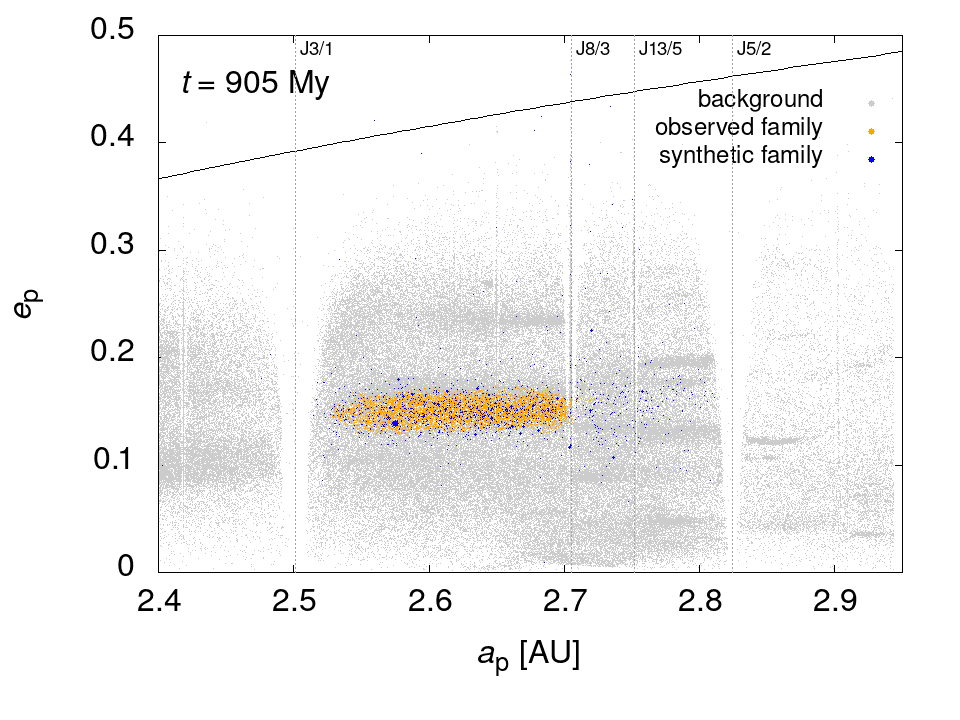 0.5
0.4
0.3
0.2
0.1
0
J3/1 J8/3 J13/5 J5/2
t = 905 My
background
observed family
synthetic family
2.4 2.5 2.6 2.7 2.8 2.9
ep
ap [AU]